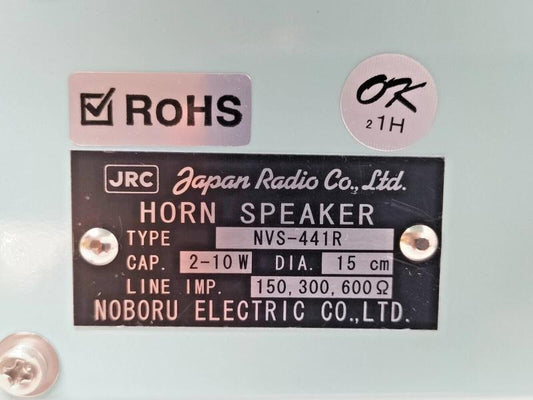 RoHS
OK
21H
JRC Japan Radio Co., Ltd.
HORN SPEAKER
TYPE NVS-441R
CAP. 2-10 W DIA. 15 cm
LINE IMP. 150, 300, 600Ω
NOBORU ELECTRIC CO., LTD.